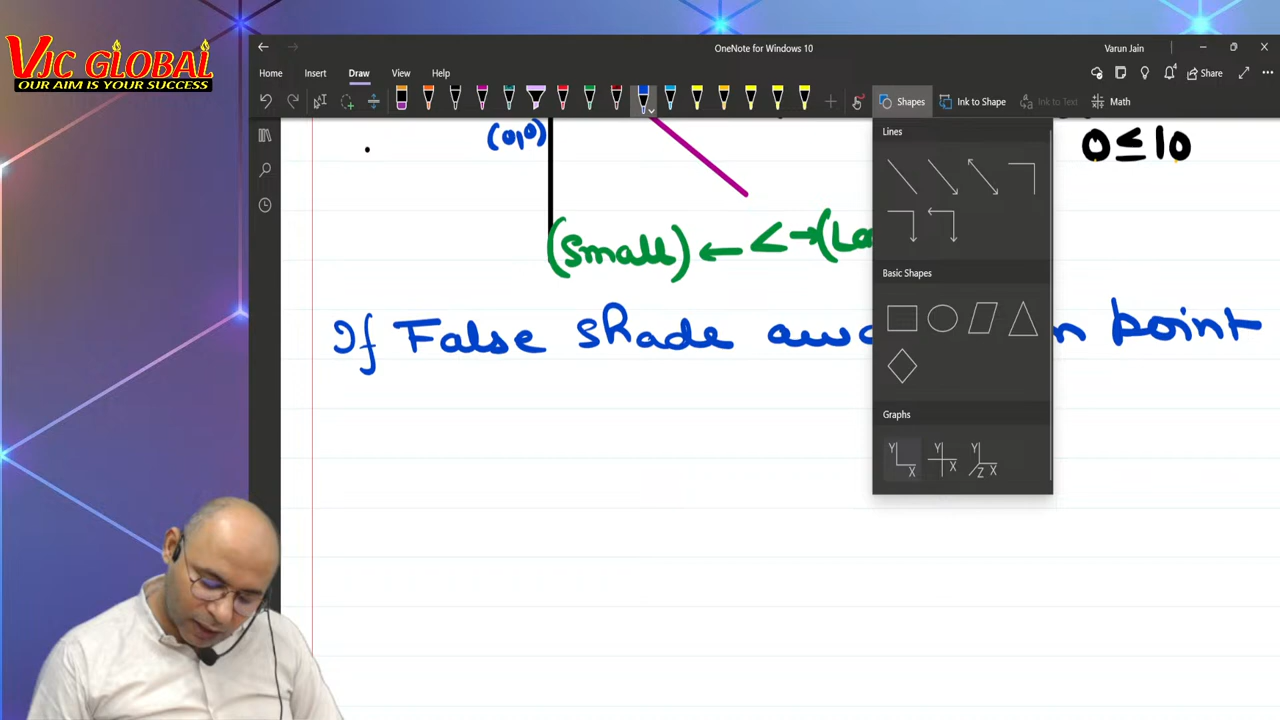 VJC GLOBAL
OUR AIM IS YOUR SUCCESS
OneNote for Windows 10
Varun Jain
Home Insert Draw View Help
Share
Shapes
Ink to Shape
Ink to Text
Math
Lines
Basic Shapes
Graphs
Y X
Y X
Y Z X
(0,0)
0≤10
(Small) ← < → (La
If False shade awa
n point